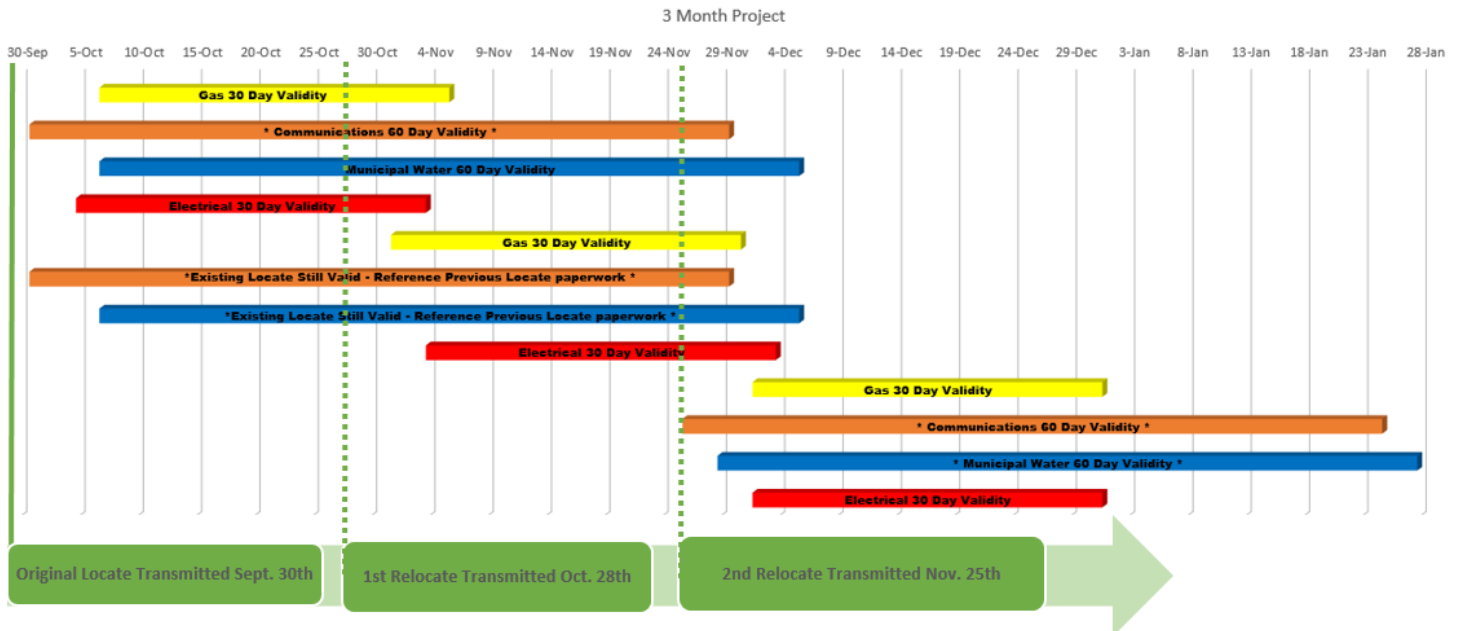 3 Month Project
30-Sep 5-Oct 10-Oct 15-Oct 20-Oct 25-Oct 30-Oct 4-Nov 9-Nov 14-Nov 19-Nov 24-Nov 29-Nov 4-Dec 9-Dec 14-Dec 19-Dec 24-Dec 29-Dec 3-Jan 8-Jan 13-Jan 18-Jan 23-Jan 28-Jan
Gas 30 Day Validity
* Communications 60 Day Validity *
Municipal Water 60 Day Validity
Electrical 30 Day Validity
Gas 30 Day Validity
*Existing Locate Still Valid - Reference Previous Locate paperwork *
*Existing Locate Still Valid - Reference Previous Locate paperwork *
Electrical 30 Day Validity
Gas 30 Day Validity
* Communications 60 Day Validity *
* Municipal Water 60 Day Validity *
Electrical 30 Day Validity
Original Locate Transmitted Sept. 30th
1st Relocate Transmitted Oct. 28th
2nd Relocate Transmitted Nov. 25th